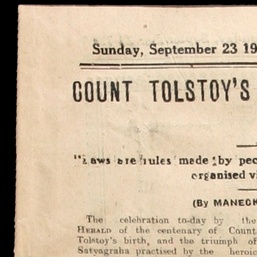 Sunday, September 23 19
COUNT TOLSTOY'S
"Laws are rules made by peo
organised vi
(By MANECK
The celebration to-day by the
HERALD of the centenary of Count
Tolstoy's birth, and the triumph of
Satyagraha practised by the heroic